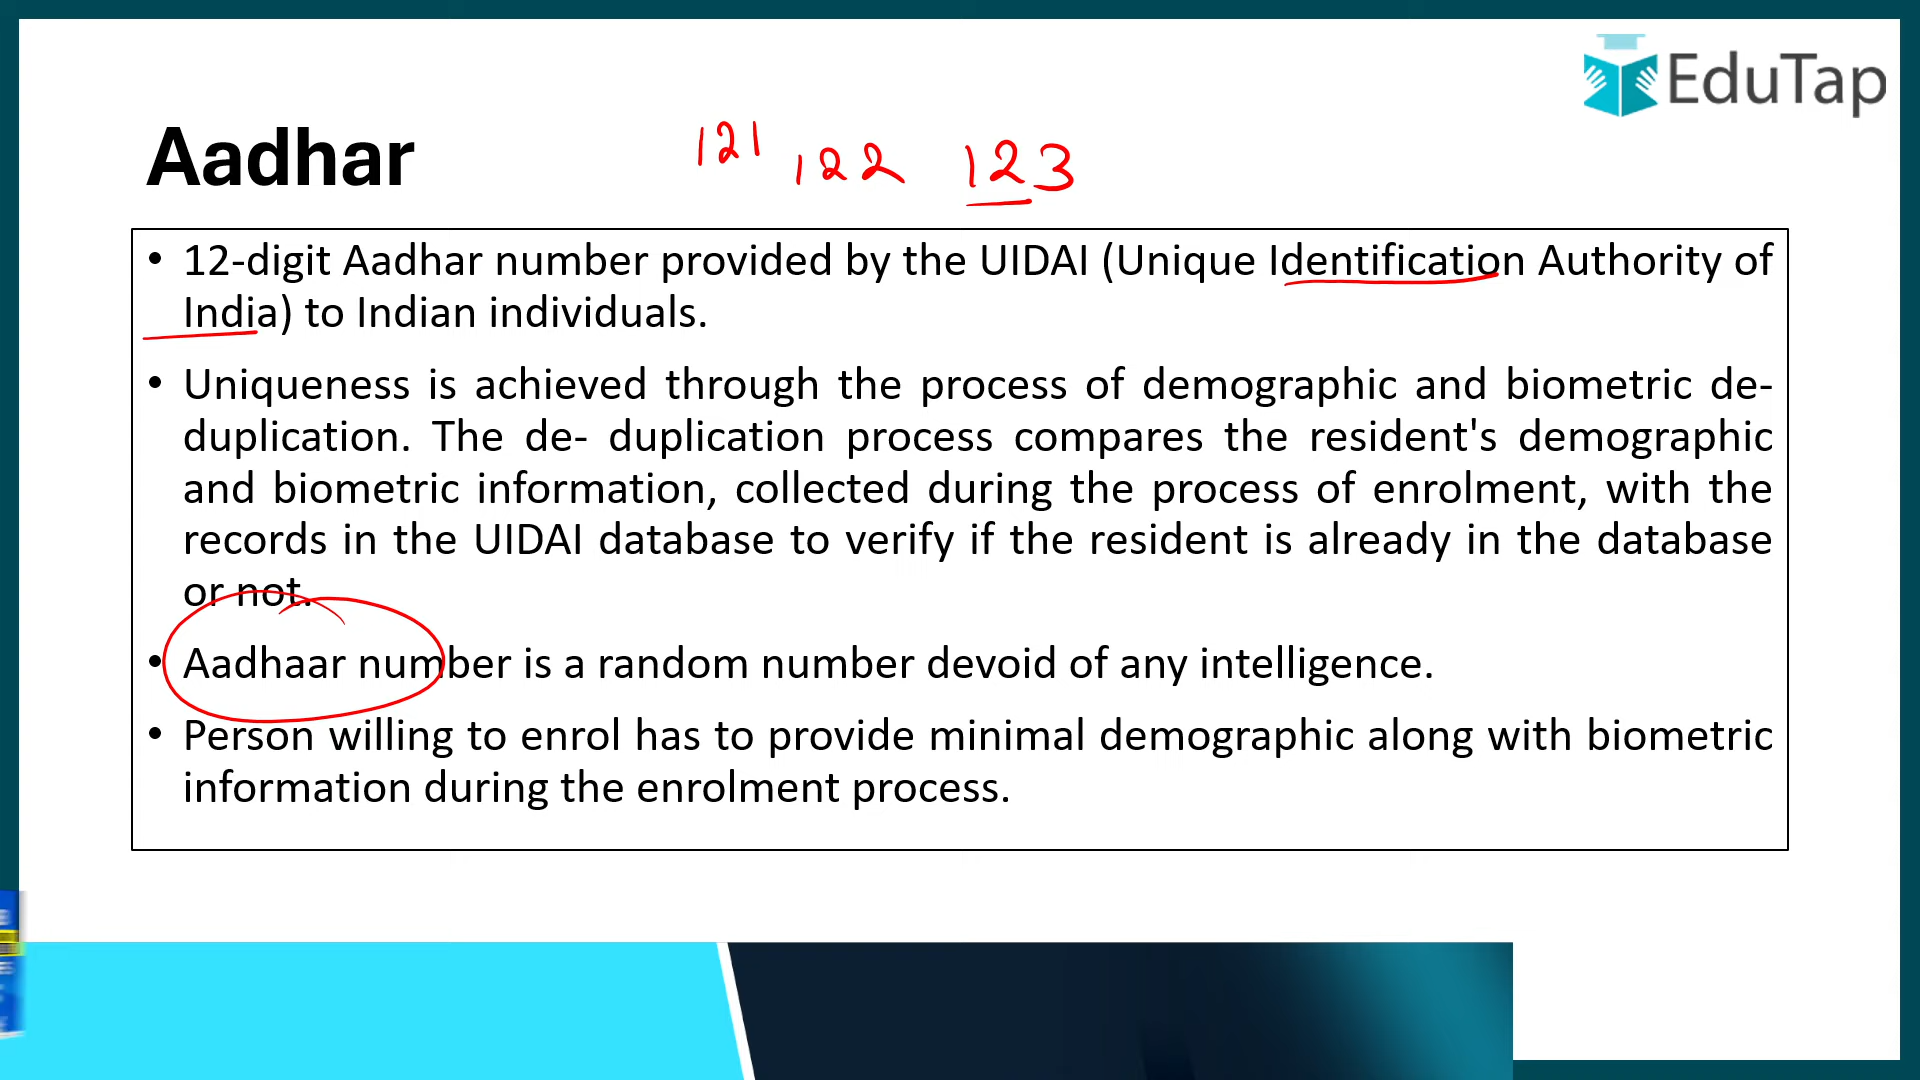 EduTap
Aadhar
121 122 123
• 12-digit Aadhar number provided by the UIDAI (Unique Identification Authority of
India) to Indian individuals.
• Uniqueness is achieved through the process of demographic and biometric de-
duplication. The de- duplication process compares the resident's demographic
and biometric information, collected during the process of enrolment, with the
records in the UIDAI database to verify if the resident is already in the database
or not.
• Aadhaar number is a random number devoid of any intelligence.
• Person willing to enrol has to provide minimal demographic along with biometric
information during the enrolment process.